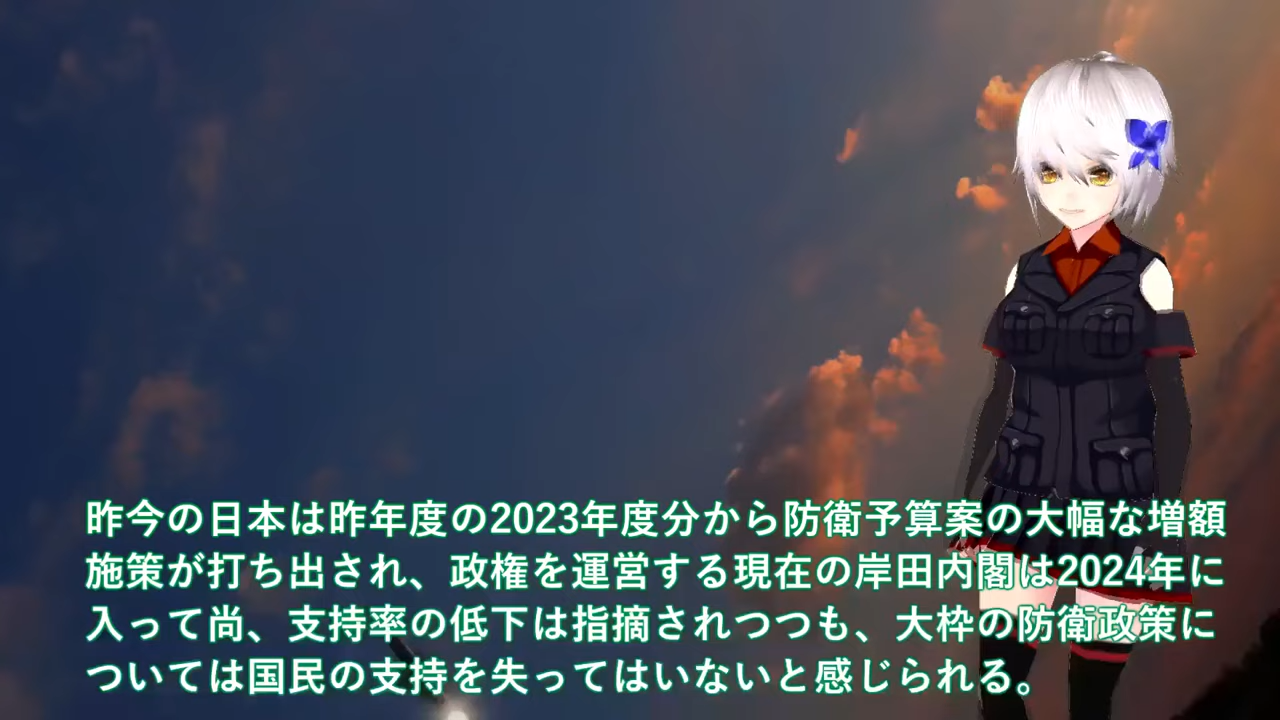 昨今の日本は昨年度の2023年度分から防衛予算案の大幅な増額
施策が打ち出され、政権を運営する現在の岸田内閣は2024年に
入って尚、支持率の低下は指摘されつつも、大枠の防衛政策に
ついては国民の支持を失ってはいないと感じられる。